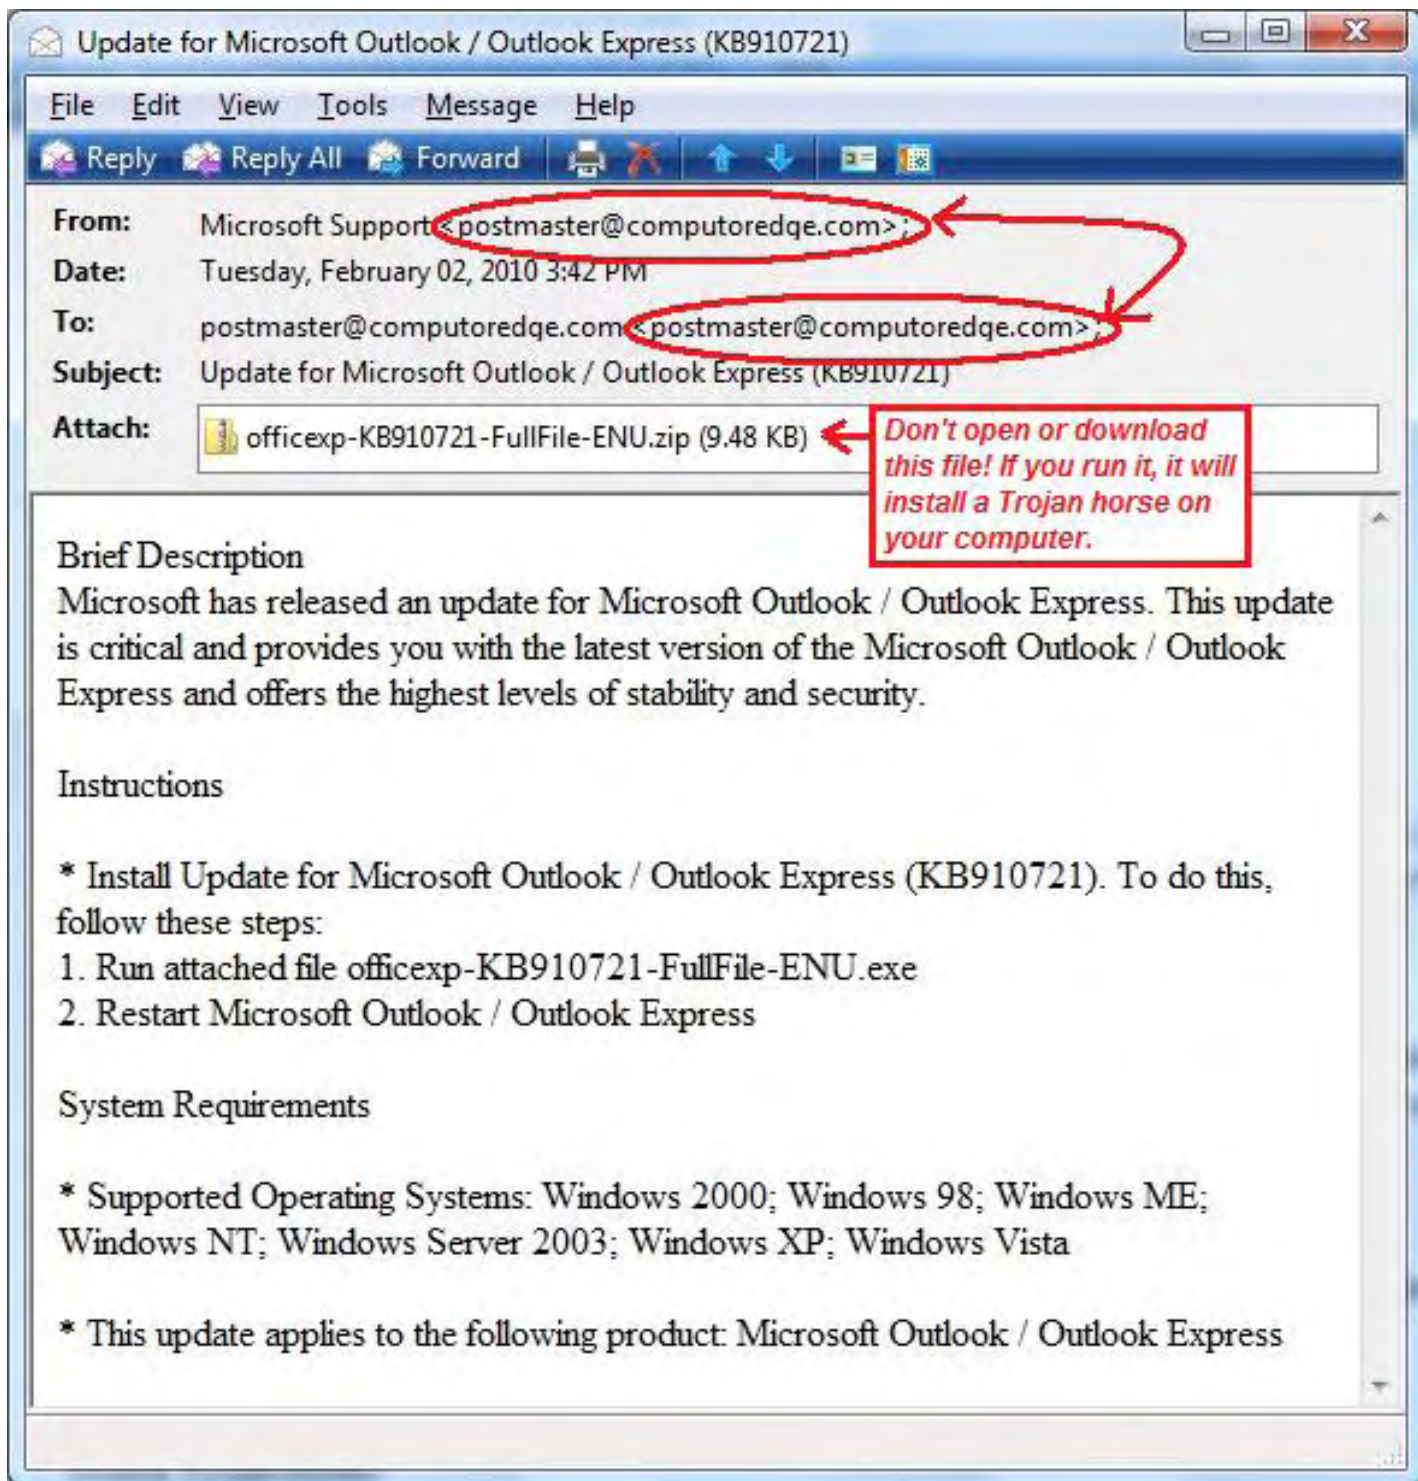 Update for Microsoft Outlook / Outlook Express (KB910721)
File Edit View Tools Message Help
Reply Reply All Forward
From: Microsoft Support <postmaster@computoredge.com>;
Date: Tuesday, February 02, 2010 3:42 PM
To: postmaster@computoredge.com <postmaster@computoredge.com>;
Subject: Update for Microsoft Outlook / Outlook Express (KB910721)
Attach: officexp-KB910721-FullFile-ENU.zip (9.48 KB)
Don't open or download
this file! If you run it, it will
install a Trojan horse on
your computer.
Brief Description
Microsoft has released an update for Microsoft Outlook / Outlook Express. This update
is critical and provides you with the latest version of the Microsoft Outlook / Outlook
Express and offers the highest levels of stability and security.
Instructions
* Install Update for Microsoft Outlook / Outlook Express (KB910721). To do this,
follow these steps:
1. Run attached file officexp-KB910721-FullFile-ENU.exe
2. Restart Microsoft Outlook / Outlook Express
System Requirements
* Supported Operating Systems: Windows 2000; Windows 98; Windows ME;
Windows NT; Windows Server 2003; Windows XP; Windows Vista
* This update applies to the following product: Microsoft Outlook / Outlook Express